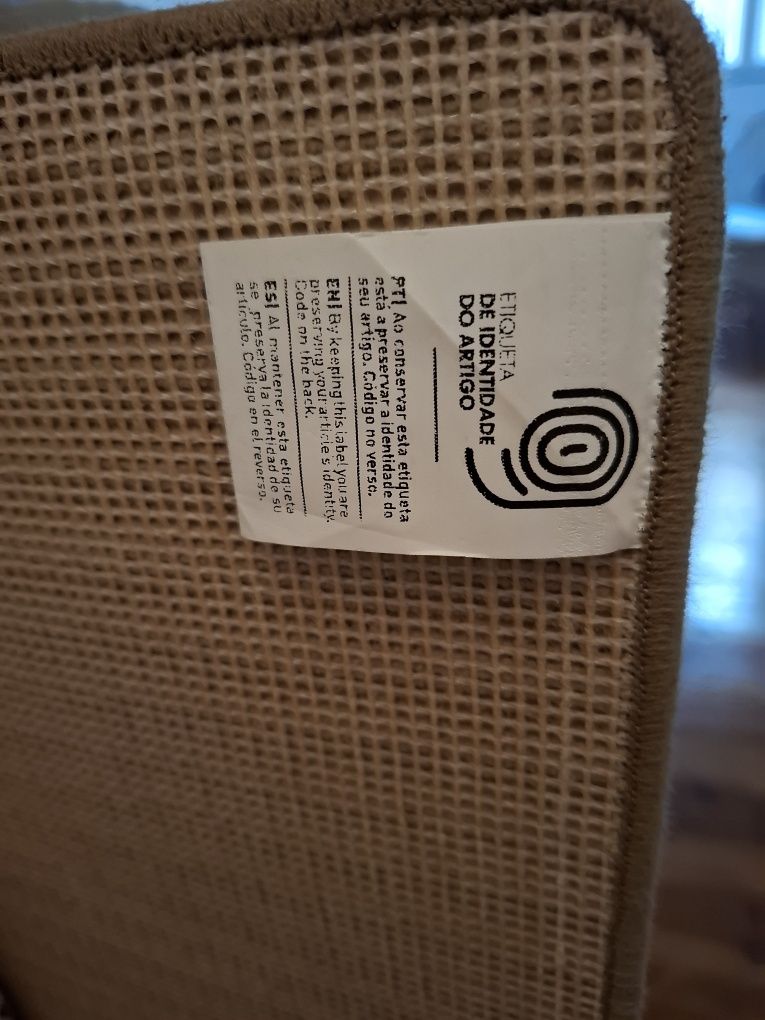 ETIQUETA
DE IDENTIDADE
DO ARTIGO
PT| Ao conservar esta etiqueta
está a preservar a identidade do
seu artigo. Código no verso.
EN| By keeping this label you are
preserving your article's identity.
Code on the back.
ES| Al mantener esta etiqueta
se preserva la identidad de su
artículo. Código en el reverso.